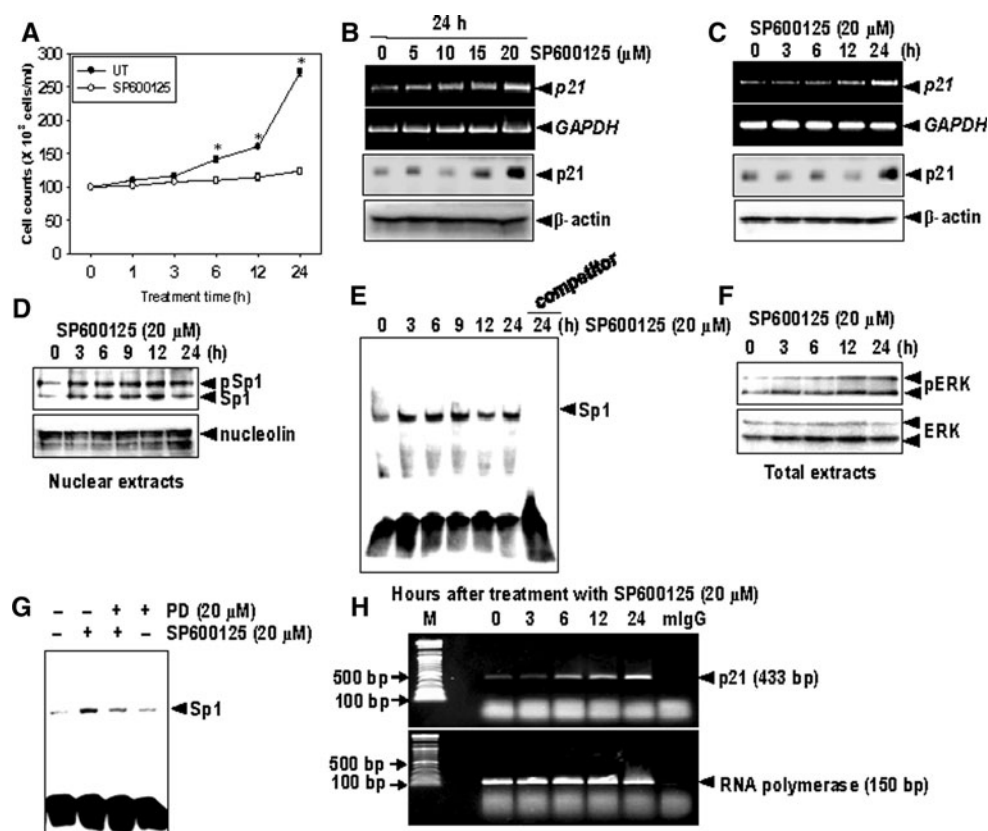 A
UT
SP600125
Cell counts (X 10² cells/ml)
300
250
200
150
100
50
0
0 1 3 6 12 24
Treatment time (h)
* * *
B
24 h
0 5 10 15 20 SP600125 (μM)
p21
GAPDH
p21
β-actin
C
SP600125 (20 μM)
0 3 6 12 24 (h)
p21
GAPDH
p21
β-actin
D
SP600125 (20 μM)
0 3 6 9 12 24 (h)
pSp1
Sp1
nucleolin
Nuclear extracts
E
competitor
0 3 6 9 12 24 24 (h) SP600125 (20 μM)
Sp1
F
SP600125 (20 μM)
0 3 6 12 24 (h)
pERK
ERK
Total extracts
G
– – + + PD (20 μM)
– + + – SP600125 (20 μM)
Sp1
H
Hours after treatment with SP600125 (20 μM)
M 0 3 6 12 24 mIgG
500 bp
100 bp
p21 (433 bp)
500 bp
100 bp
RNA polymerase (150 bp)